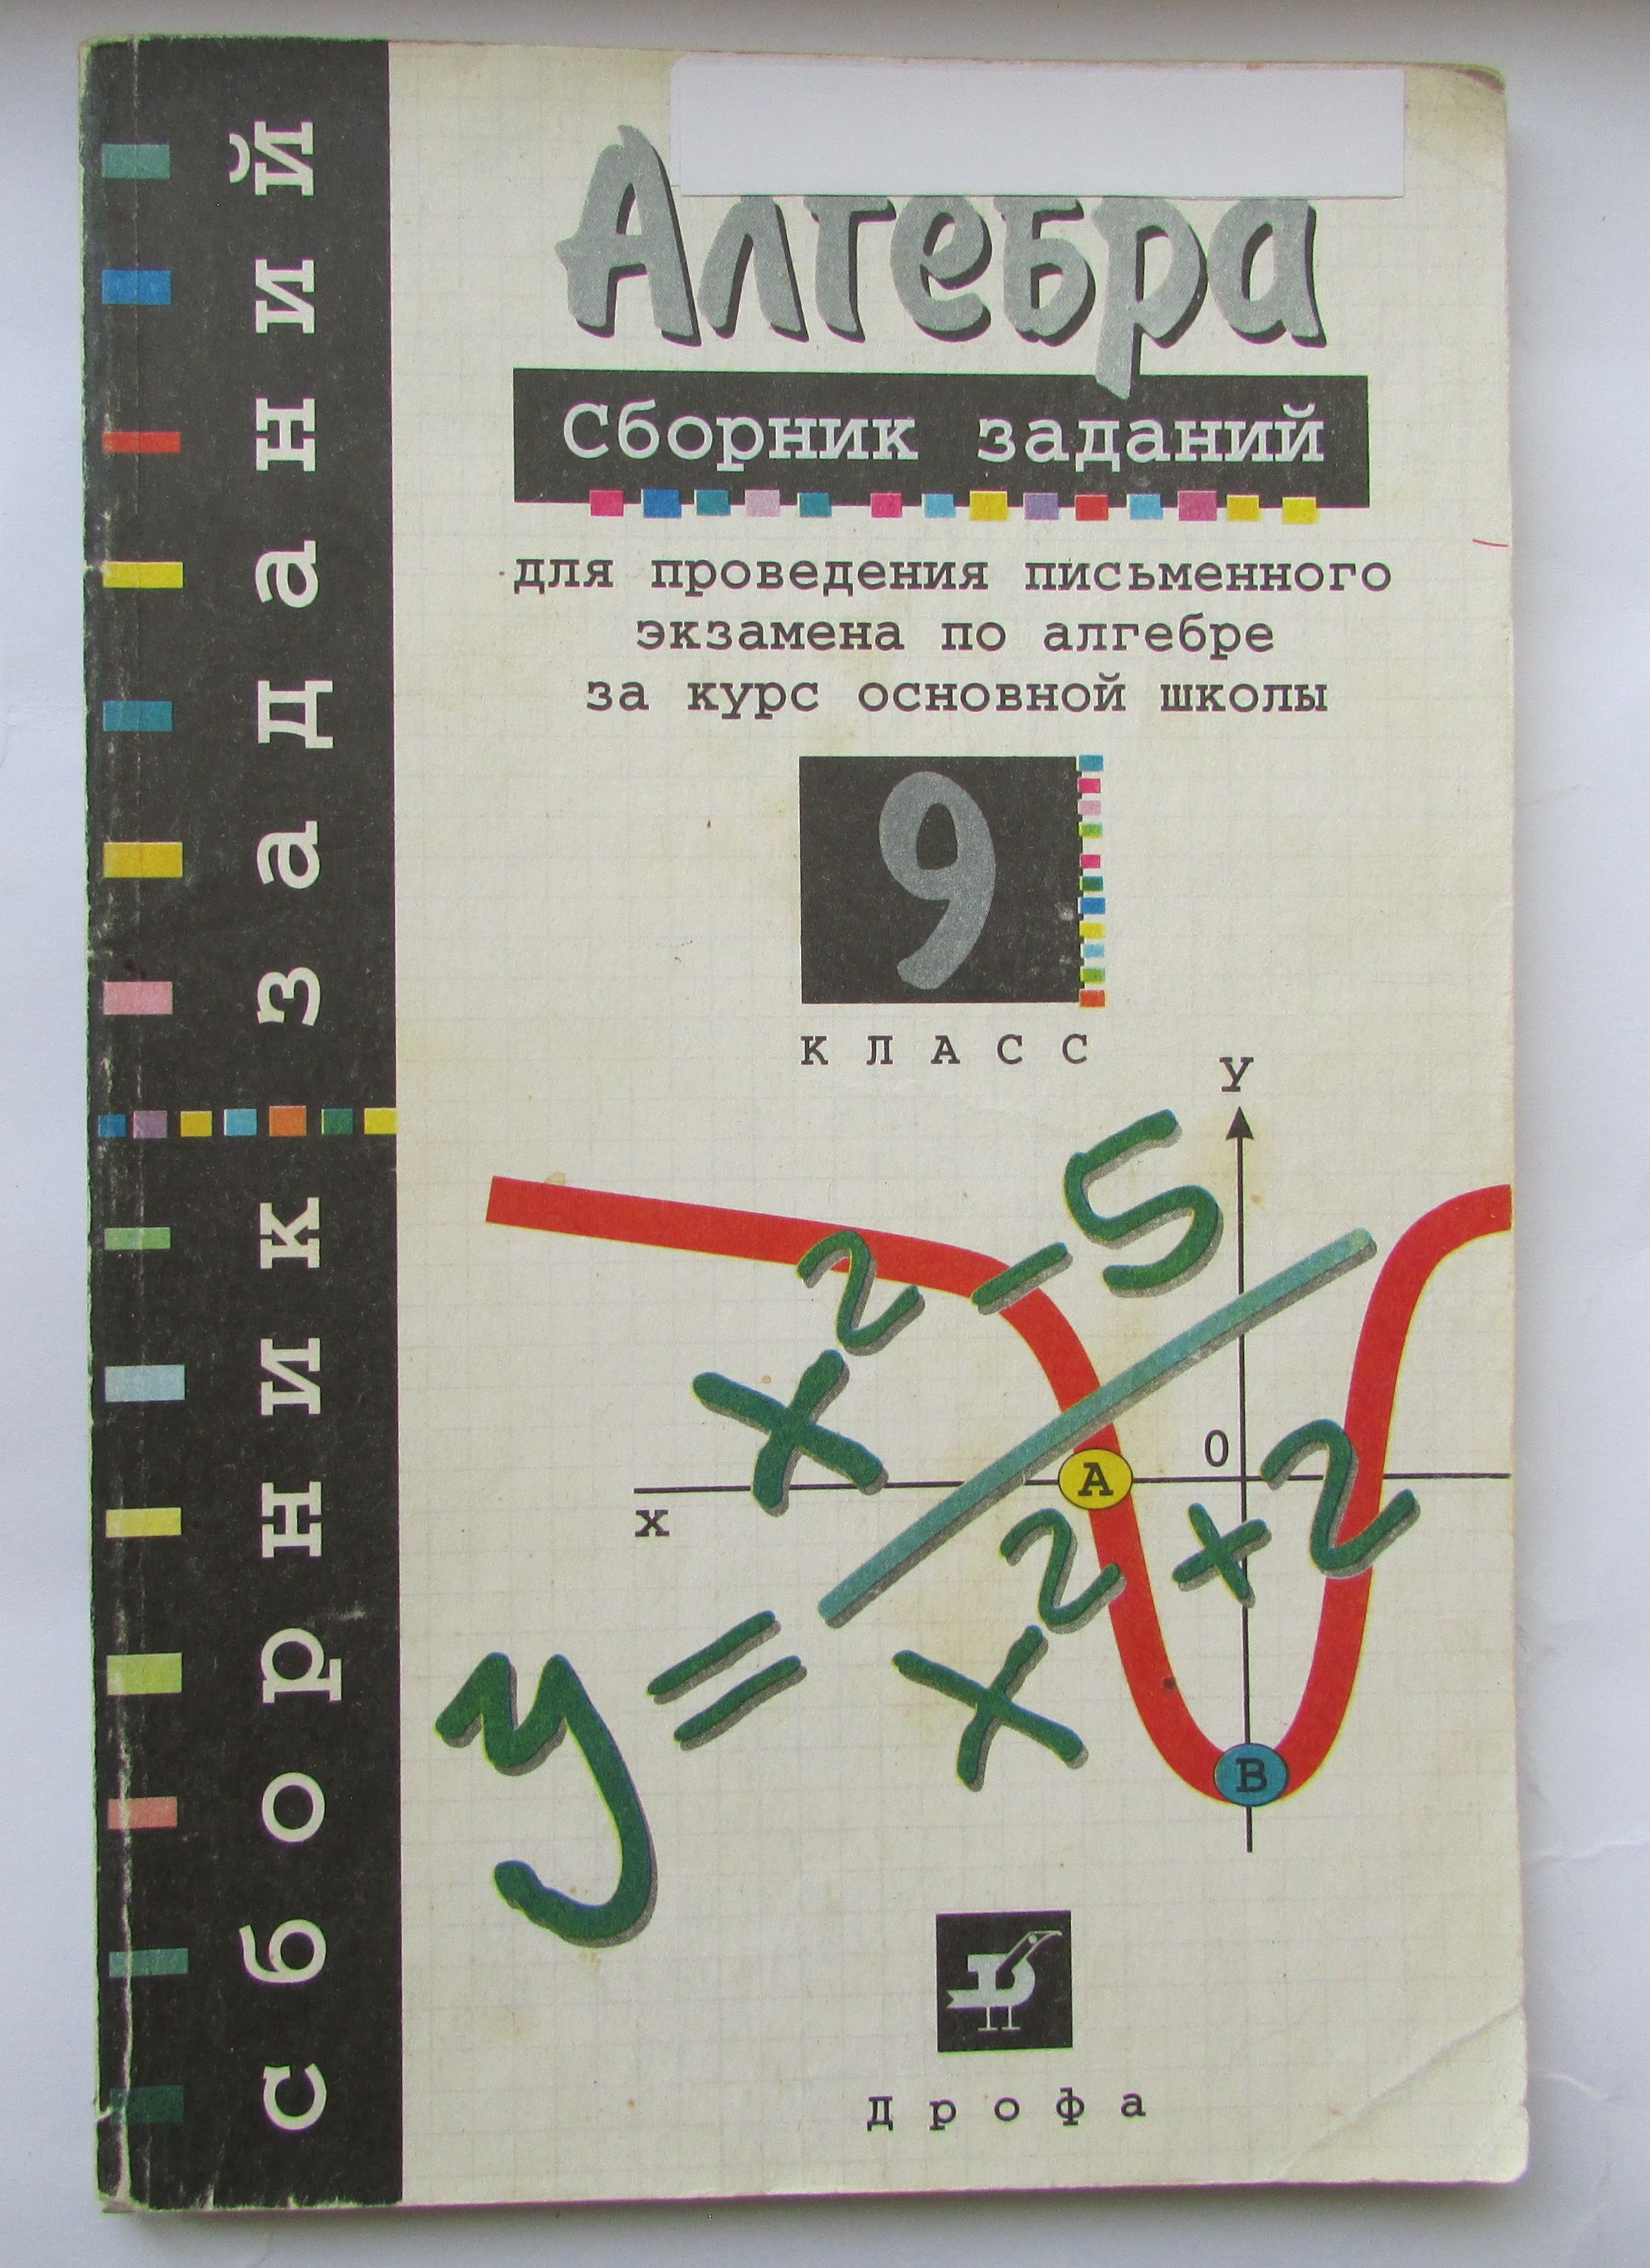 сборник заданий
Алгебра
Сборник заданий
для проведения письменного
экзамена по алгебре
за курс основной школы
9
КЛАСС
y
x² - 5
0
A
x
y =
x² + 2
B
дрофа